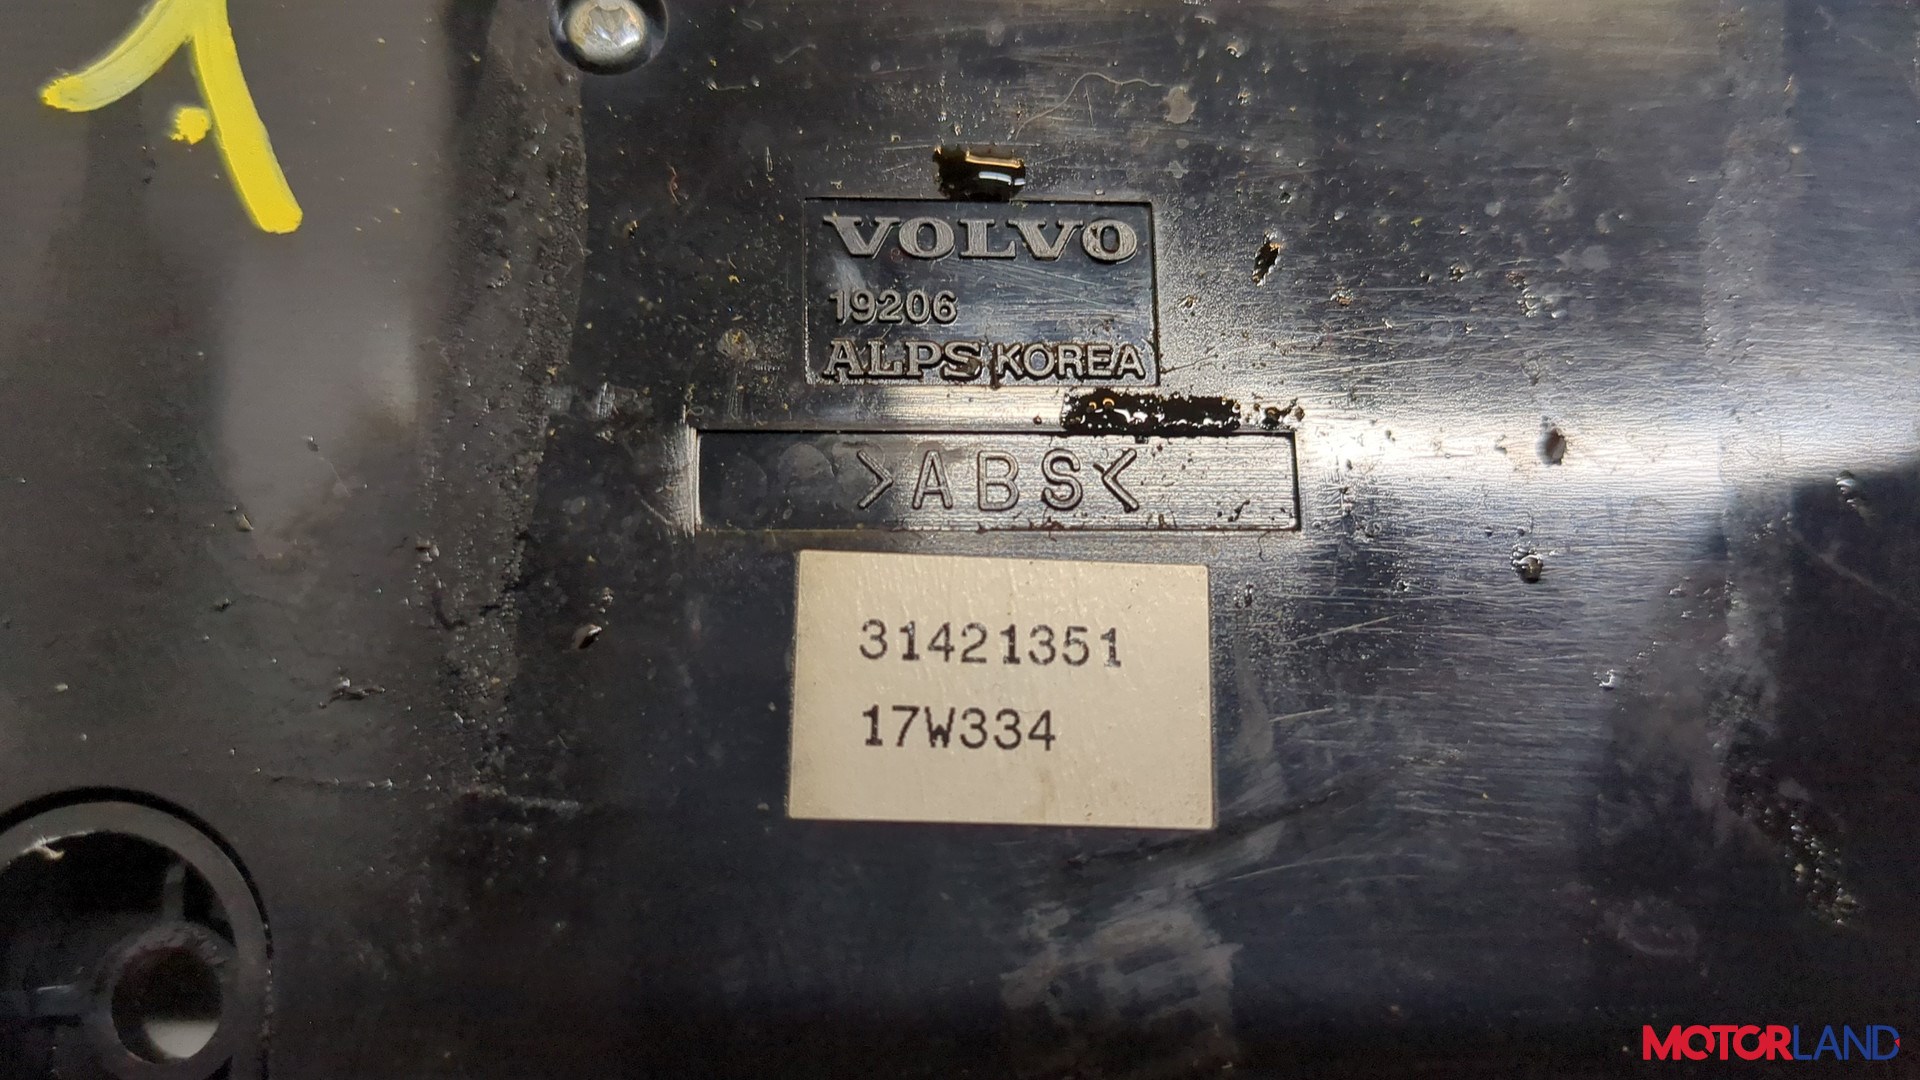 VOLVO
19206
ALPS KOREA
>ABS<
31421351
17W334
MOTORLAND